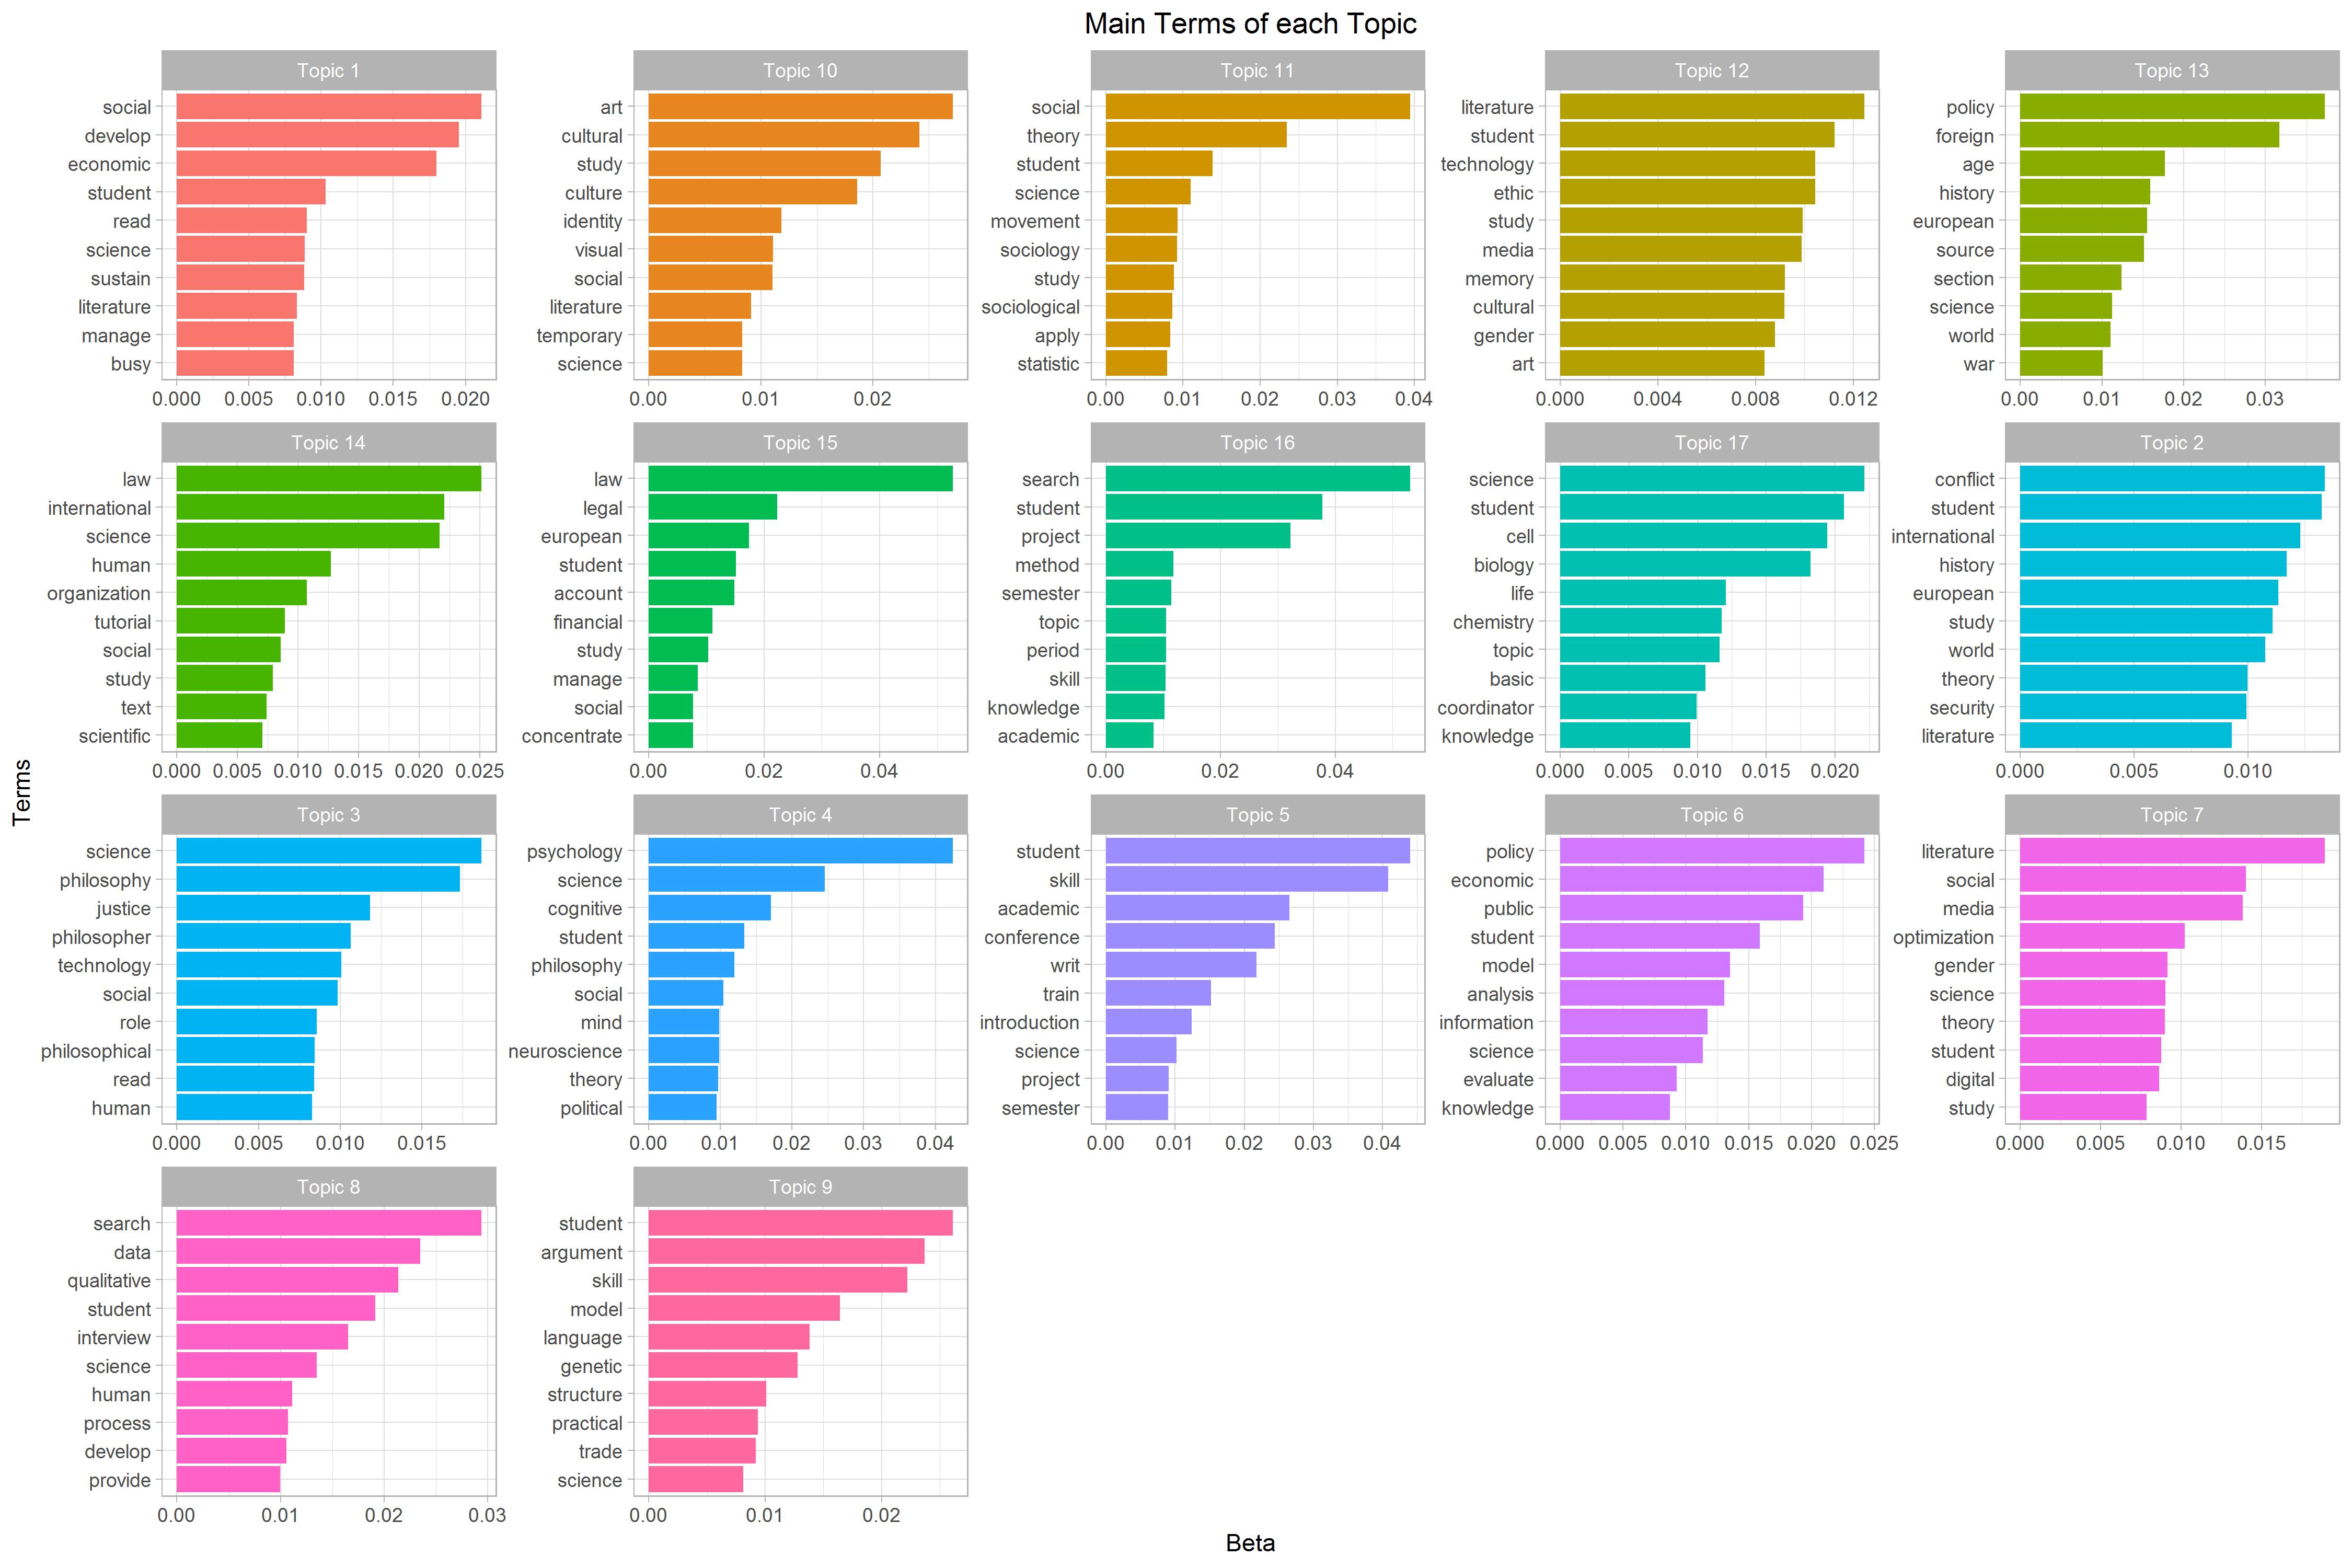 Main Terms of each Topic
Topic 1
social
develop
economic
student
read
science
sustain
literature
manage
busy
0.000 0.005 0.010 0.015 0.020
Topic 10
art
cultural
study
culture
identity
visual
social
literature
temporary
science
0.00 0.01 0.02
Topic 11
social
theory
student
science
movement
sociology
study
sociological
apply
statistic
0.00 0.01 0.02 0.03 0.04
Topic 12
literature
student
technology
ethic
study
media
memory
cultural
gender
art
0.000 0.004 0.008 0.012
Topic 13
policy
foreign
age
history
european
source
section
science
world
war
0.00 0.01 0.02 0.03
Topic 14
law
international
science
human
organization
tutorial
social
study
text
scientific
0.000 0.005 0.010 0.015 0.020 0.025
Topic 15
law
legal
european
student
account
financial
study
manage
social
concentrate
0.00 0.02 0.04
Topic 16
search
student
project
method
semester
topic
period
skill
knowledge
academic
0.00 0.02 0.04
Topic 17
science
student
cell
biology
life
chemistry
topic
basic
coordinator
knowledge
0.000 0.005 0.010 0.015 0.020
Topic 2
conflict
student
international
history
european
study
world
theory
security
literature
0.000 0.005 0.010
Terms
Topic 3
science
philosophy
justice
philosopher
technology
social
role
philosophical
read
human
0.000 0.005 0.010 0.015
Topic 4
psychology
science
cognitive
student
philosophy
social
mind
neuroscience
theory
political
0.00 0.01 0.02 0.03 0.04
Topic 5
student
skill
academic
conference
writ
train
introduction
science
project
semester
0.00 0.01 0.02 0.03 0.04
Topic 6
policy
economic
public
student
model
analysis
information
science
evaluate
knowledge
0.000 0.005 0.010 0.015 0.020 0.025
Topic 7
literature
social
media
optimization
gender
science
theory
student
digital
study
0.000 0.005 0.010 0.015
Topic 8
search
data
qualitative
student
interview
science
human
process
develop
provide
0.00 0.01 0.02 0.03
Topic 9
student
argument
skill
model
language
genetic
structure
practical
trade
science
0.00 0.01 0.02
Beta